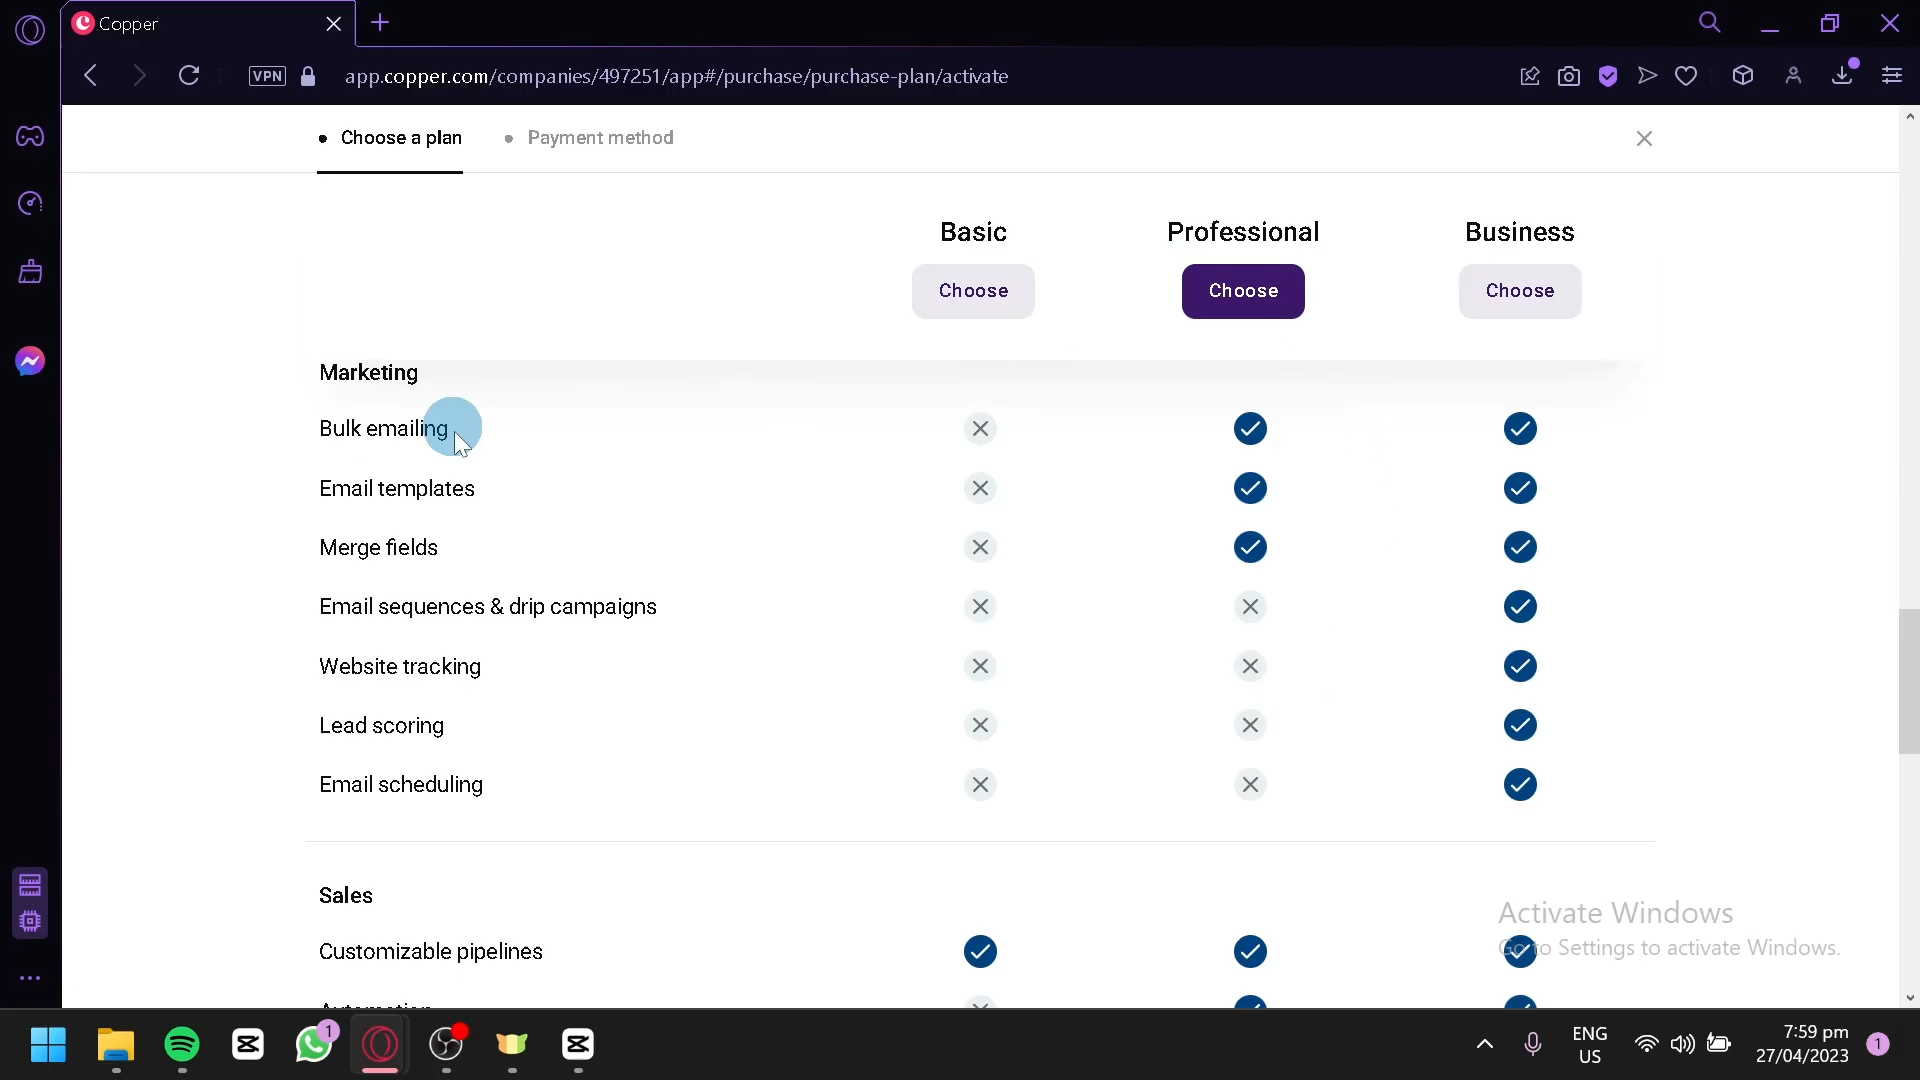 Copper
VPN
app.copper.com/companies/497251/app#/purchase/purchase-plan/activate
Choose a plan
Payment method
Basic
Professional
Business
Choose
Choose
Choose
Marketing
Bulk emailing
Email templates
Merge fields
Email sequences & drip campaigns
Website tracking
Lead scoring
Email scheduling
Sales
Customizable pipelines
Activate Windows
Go to Settings to activate Windows.
1
ENG
US
7:59 pm
27/04/2023
1